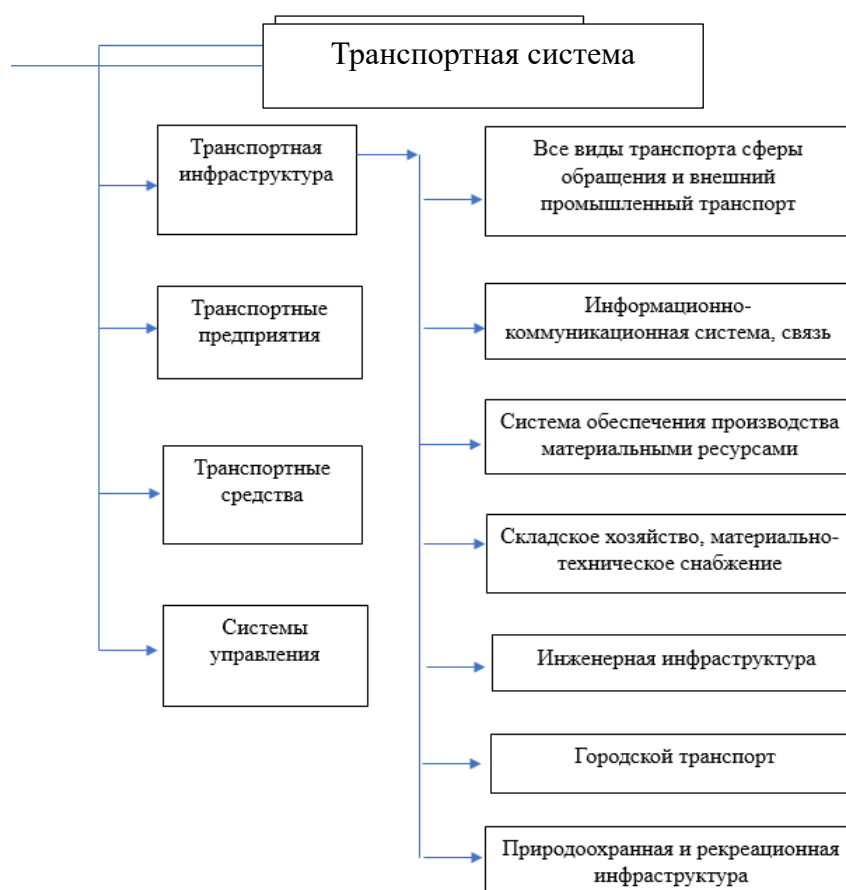 Транспортная система
Транспортная
инфраструктура
Транспортные
предприятия
Транспортные
средства
Системы
управления
Все виды транспорта сферы
обращения и внешний
промышленный транспорт
Информационно-
коммуникационная система, связь
Система обеспечения производства
материальными ресурсами
Складское хозяйство, материально-
техническое снабжение
Инженерная инфраструктура
Городской транспорт
Природоохранная и рекреационная
инфраструктура